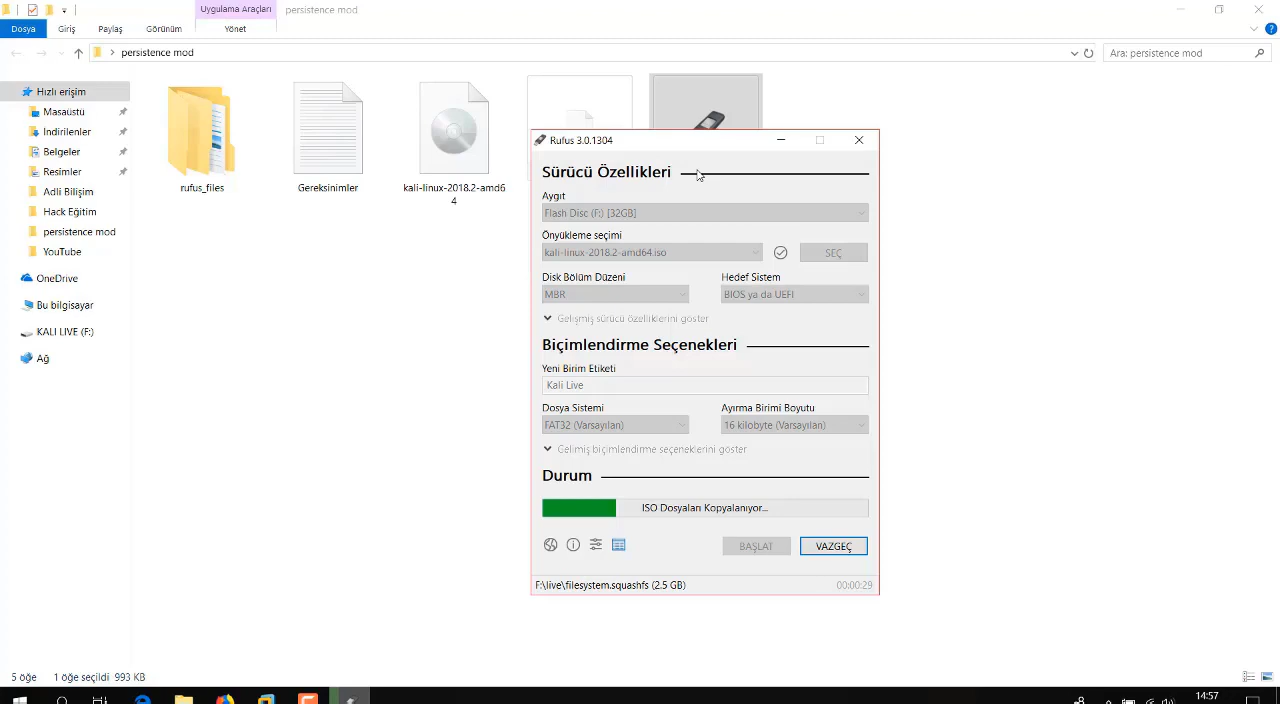 Uygulama Araçları
persistence mod
Dosya
Giriş
Paylaş
Görünüm
Yönet
persistence mod
Ara: persistence mod
Hızlı erişim
Masaüstü
İndirilenler
Belgeler
Resimler
Adli Bilişim
Hack Eğitim
persistence mod
YouTube
OneDrive
Bu bilgisayar
KALI LIVE (F:)
Ağ
rufus_files
Gereksinimler
kali-linux-2018.2-amd6
4
Rufus 3.0.1304
Sürücü Özellikleri
Aygıt
Flash Disc (F:) [32GB]
Önyükleme seçimi
kali-linux-2018.2-amd64.iso
SEÇ
Disk Bölüm Düzeni
Hedef Sistem
MBR
BIOS ya da UEFI
Gelişmiş sürücü özelliklerini göster
Biçimlendirme Seçenekleri
Yeni Birim Etiketi
Kali Live
Dosya Sistemi
Ayırma Birimi Boyutu
FAT32 (Varsayılan)
16 kilobyte (Varsayılan)
Gelimiş biçimlendirme seçeneklerini göster
Durum
ISO Dosyaları Kopyalanıyor...
BAŞLAT
VAZGEÇ
F:\live\filesystem.squashfs (2.5 GB)
00:00:29
5 öğe
1 öğe seçildi 993 KB
14:57